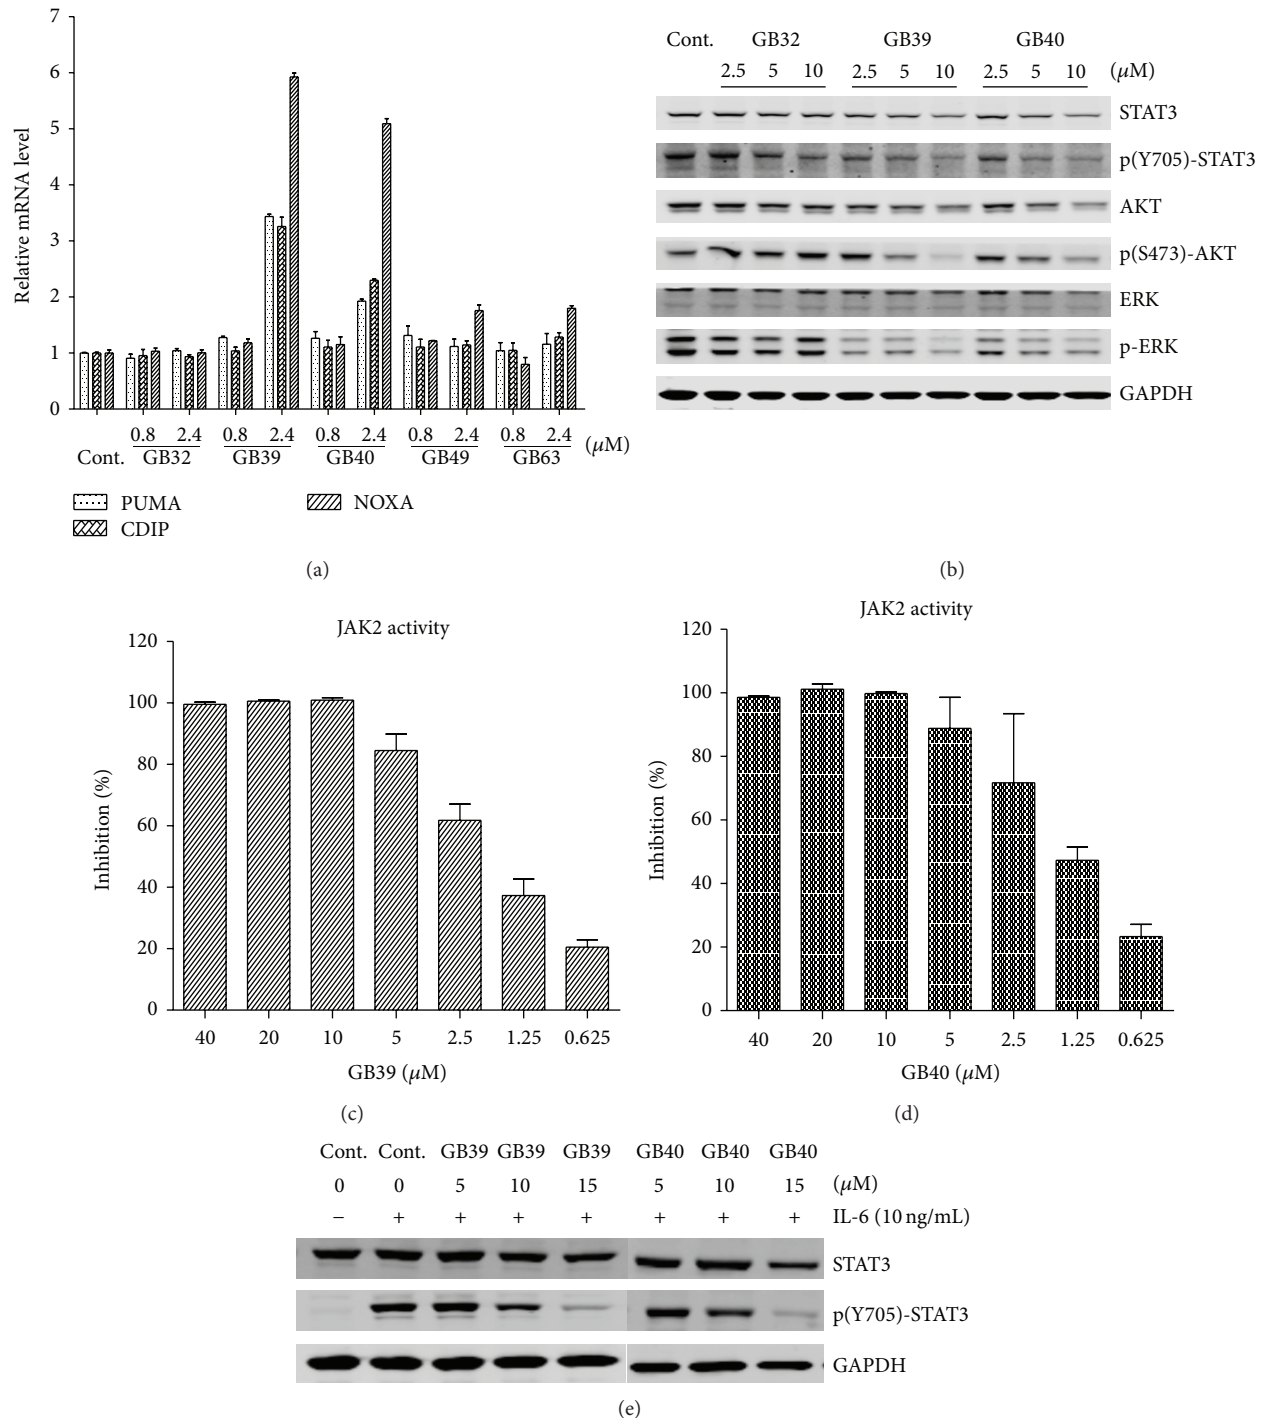 7
6
5
4
3
2
1
0
Relative mRNA level
0.8 2.4 0.8 2.4 0.8 2.4 0.8 2.4 0.8 2.4 (μM)
Cont. GB32 GB39 GB40 GB49 GB63
PUMA NOXA
CDIP
(a)
Cont. GB32 GB39 GB40
2.5 5 10 2.5 5 10 2.5 5 10 (μM)
STAT3
p(Y705)-STAT3
AKT
p(S473)-AKT
ERK
p-ERK
GAPDH
(b)
JAK2 activity
120
100
80
60
40
20
0
Inhibition (%)
40 20 10 5 2.5 1.25 0.625
GB39 (μM)
(c)
JAK2 activity
120
100
80
60
40
20
0
Inhibition (%)
40 20 10 5 2.5 1.25 0.625
GB40 (μM)
(d)
Cont. Cont. GB39 GB39 GB39 GB40 GB40 GB40
0 0 5 10 15 5 10 15 (μM)
− + + + + + + + IL-6 (10 ng/mL)
STAT3
p(Y705)-STAT3
GAPDH
(e)